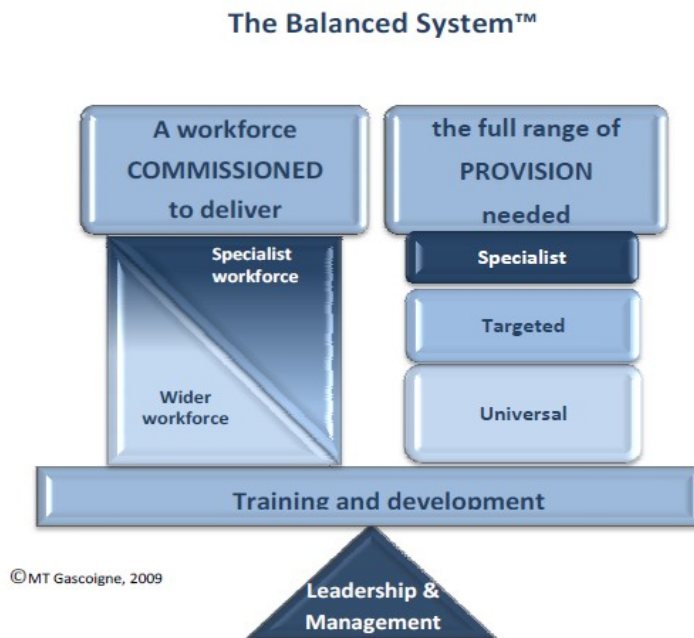 The Balanced System™
A workforce
COMMISSIONED
to deliver
the full range of
PROVISION
needed
Specialist
workforce
Wider
workforce
Specialist
Targeted
Universal
Training and development
©MT Gascoigne, 2009
Leadership &
Management